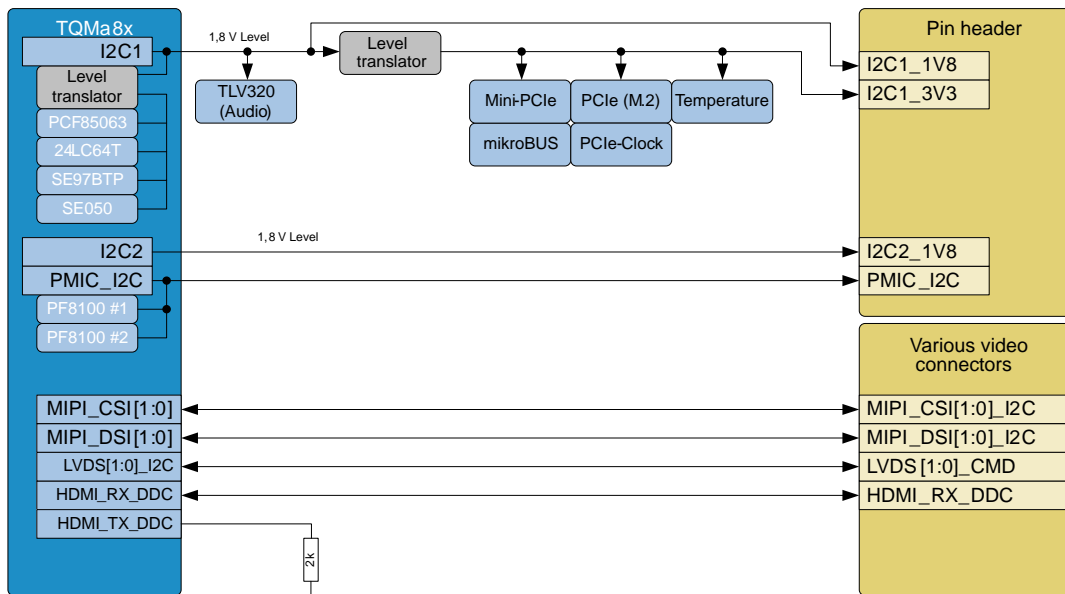 TQMa8x
I2C1
Level
translator
PCF85063
24LC64T
SE97BTP
SE050
I2C2
PMIC_I2C
PF8100 #1
PF8100 #2
MIPI_CSI[1:0]
MIPI_DSI[1:0]
LVDS[1:0]_I2C
HDMI_RX_DDC
HDMI_TX_DDC
1,8 V Level
TLV320
(Audio)
Level
translator
Mini-PCIe
PCIe (M.2)
Temperature
mikroBUS
PCIe-Clock
1,8 V Level
2k
Pin header
I2C1_1V8
I2C1_3V3
I2C2_1V8
PMIC_I2C
Various video
connectors
MIPI_CSI[1:0]_I2C
MIPI_DSI[1:0]_I2C
LVDS[1:0]_CMD
HDMI_RX_DDC